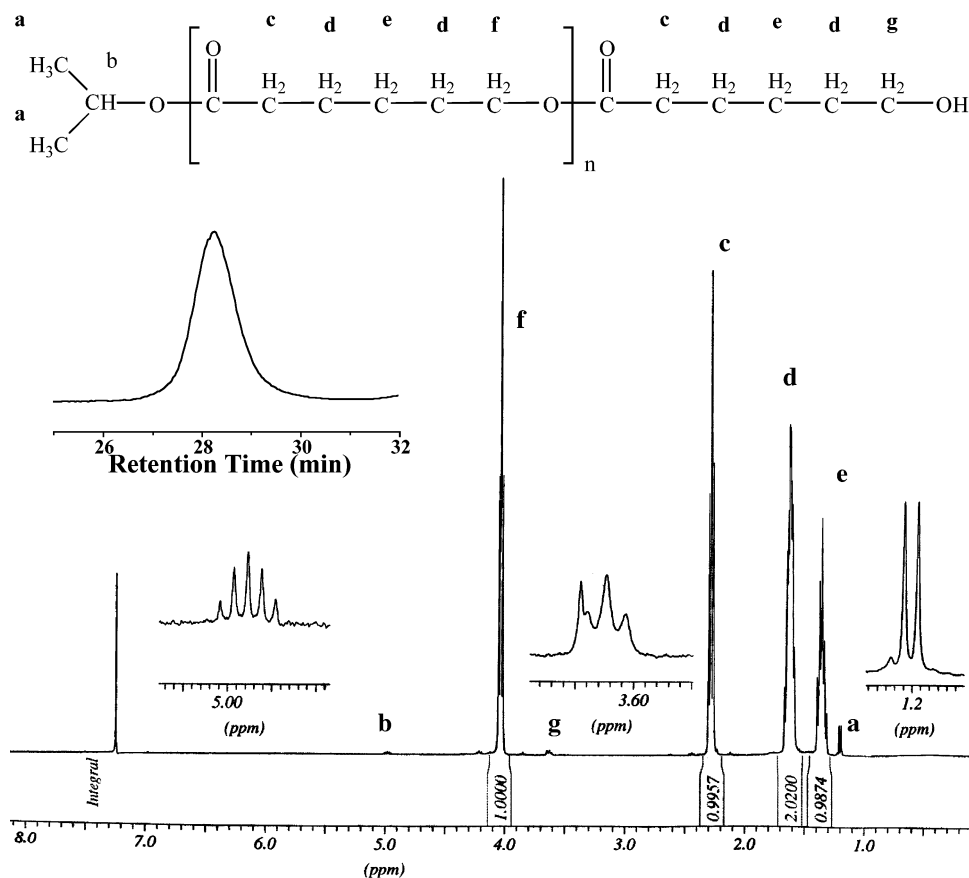 a c d e d f c d e d g
O O
H3C b H2 H2 H2 H2 H2 H2 H2 H2 H2 H2
CH O C C C C C C O C C C C C C OH
a
H3C n
c
f
d
e
26 28 30 32
Retention Time (min)
5.00
(ppm)
3.60
(ppm)
1.2
(ppm)
b g a
Integral 1.0000 0.9957 2.0200 0.9874
8.0 7.0 6.0 5.0 4.0 3.0 2.0 1.0
(ppm)